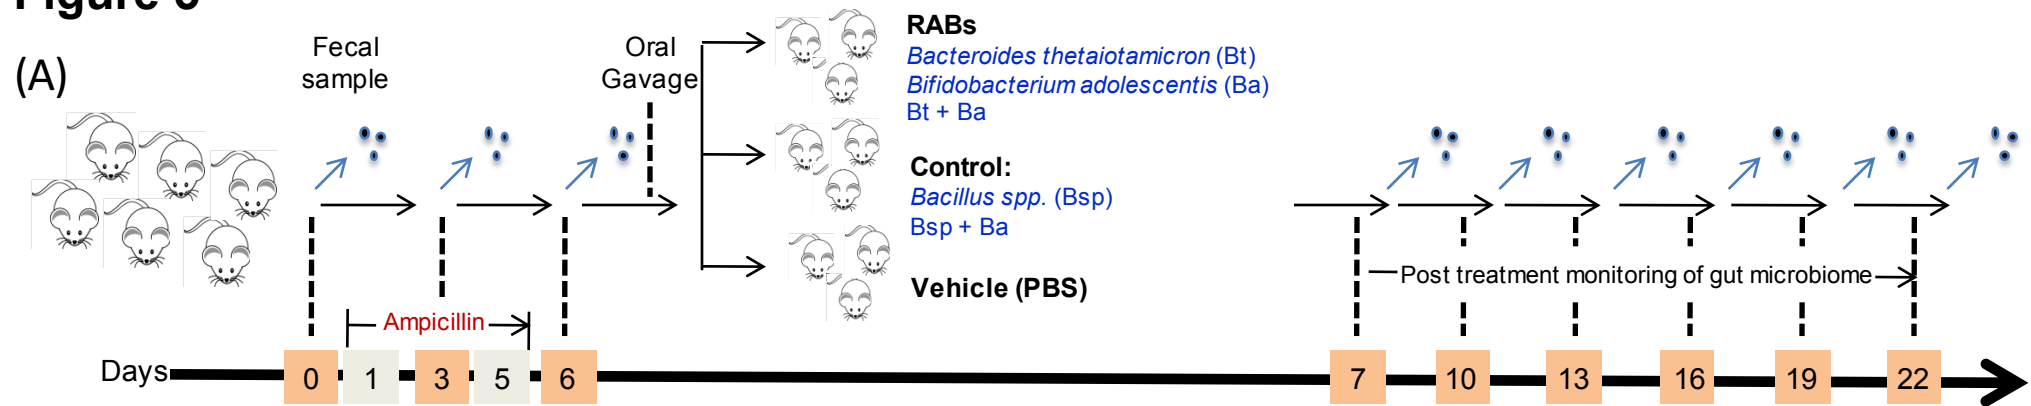 Figure 6
(A)
Fecal
sample
Oral
Gavage
RABs
Bacteroides thetaiotamicron (Bt)
Bifidobacterium adolescentis (Ba)
Bt + Ba
Control:
Bacillus spp. (Bsp)
Bsp + Ba
Vehicle (PBS)
Post treatment monitoring of gut microbiome
Ampicillin
Days 0 1 3 5 6 7 10 13 16 19 22